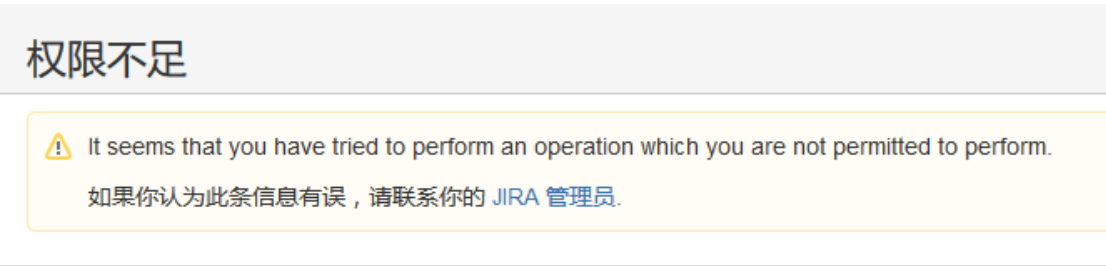 权限不足
It seems that you have tried to perform an operation which you are not permitted to perform.
如果你认为此条信息有误，请联系你的 JIRA 管理员.